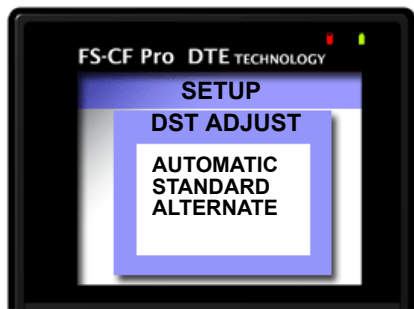 FS-CF Pro DTE TECHNOLOGY
SETUP
DST ADJUST
AUTOMATIC
STANDARD
ALTERNATE